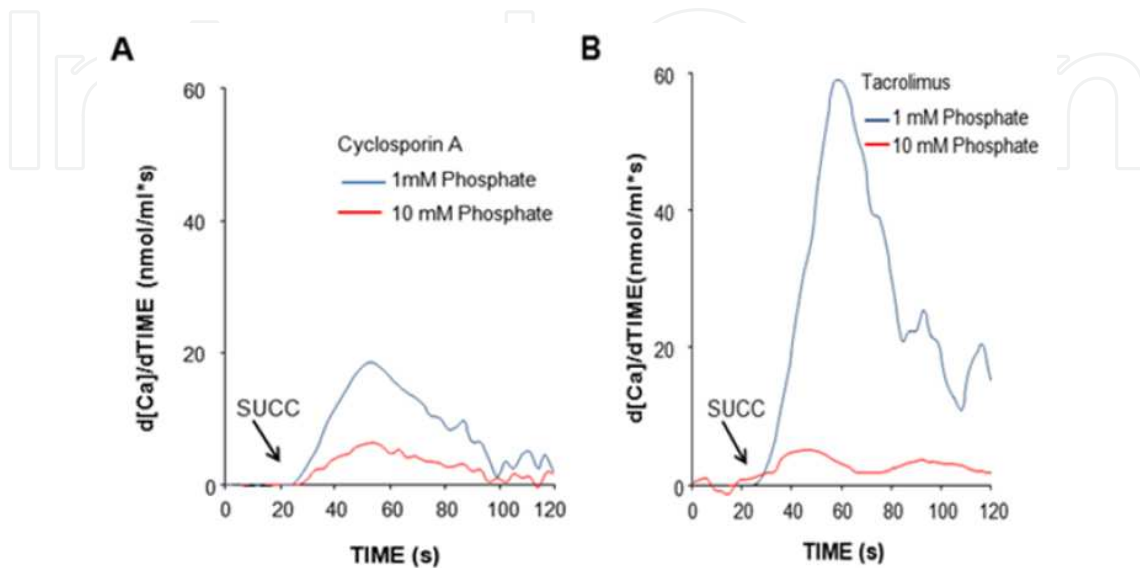 A
60
40
20
0
0 20 40 60 80 100 120
d[Ca]/dTIME (nmol/ml*s)
TIME (s)
Cyclosporin A
1mM Phosphate
10 mM Phosphate
SUCC
B
60
40
20
0
0 20 40 60 80 100 120
d[Ca]/dTIME(nmol/ml*s)
TIME (s)
Tacrolimus
1 mM Phosphate
10 mM Phosphate
SUCC